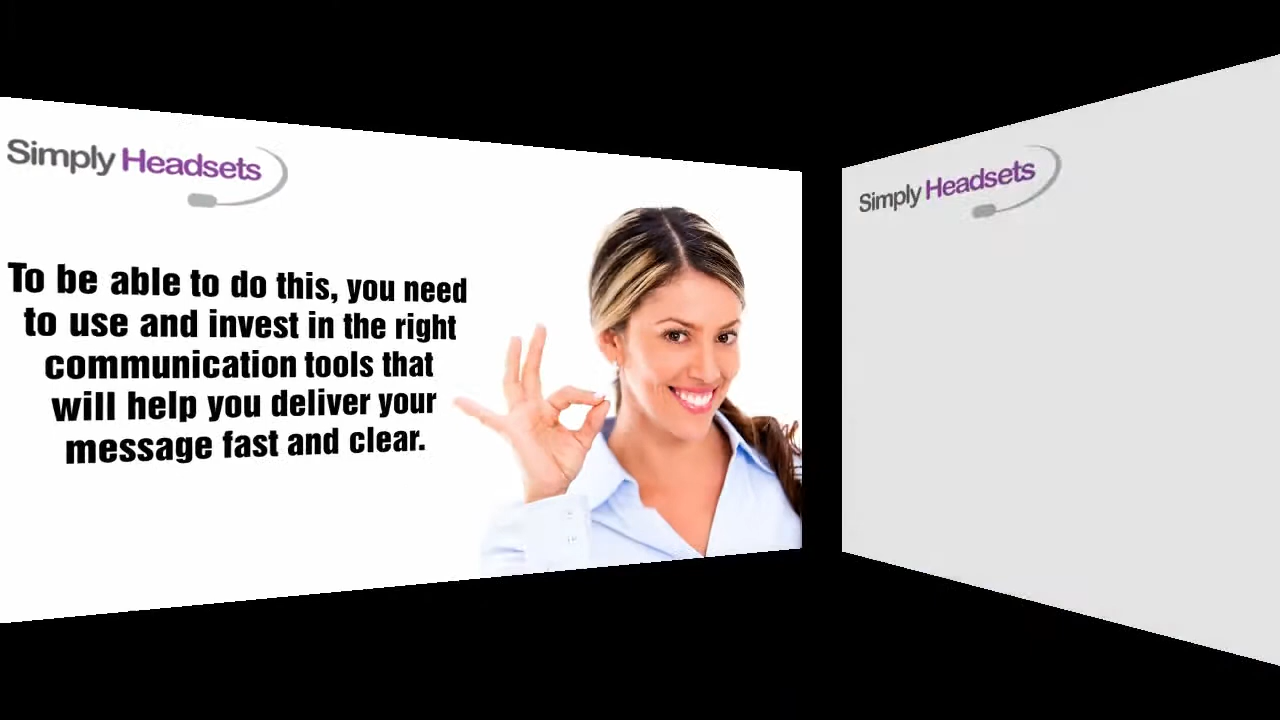 Simply Headsets
To be able to do this, you need
to use and invest in the right
communication tools that
will help you deliver your
message fast and clear.
Simply Headsets